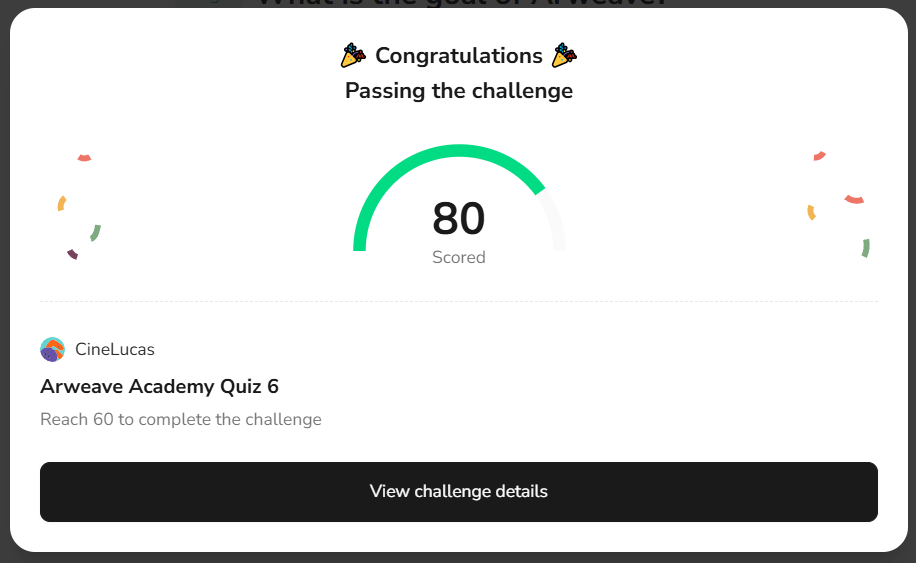 What is the goal of Arweave?
🎉 Congratulations 🎉
Passing the challenge
80
Scored
CineLucas
Arweave Academy Quiz 6
Reach 60 to complete the challenge
View challenge details